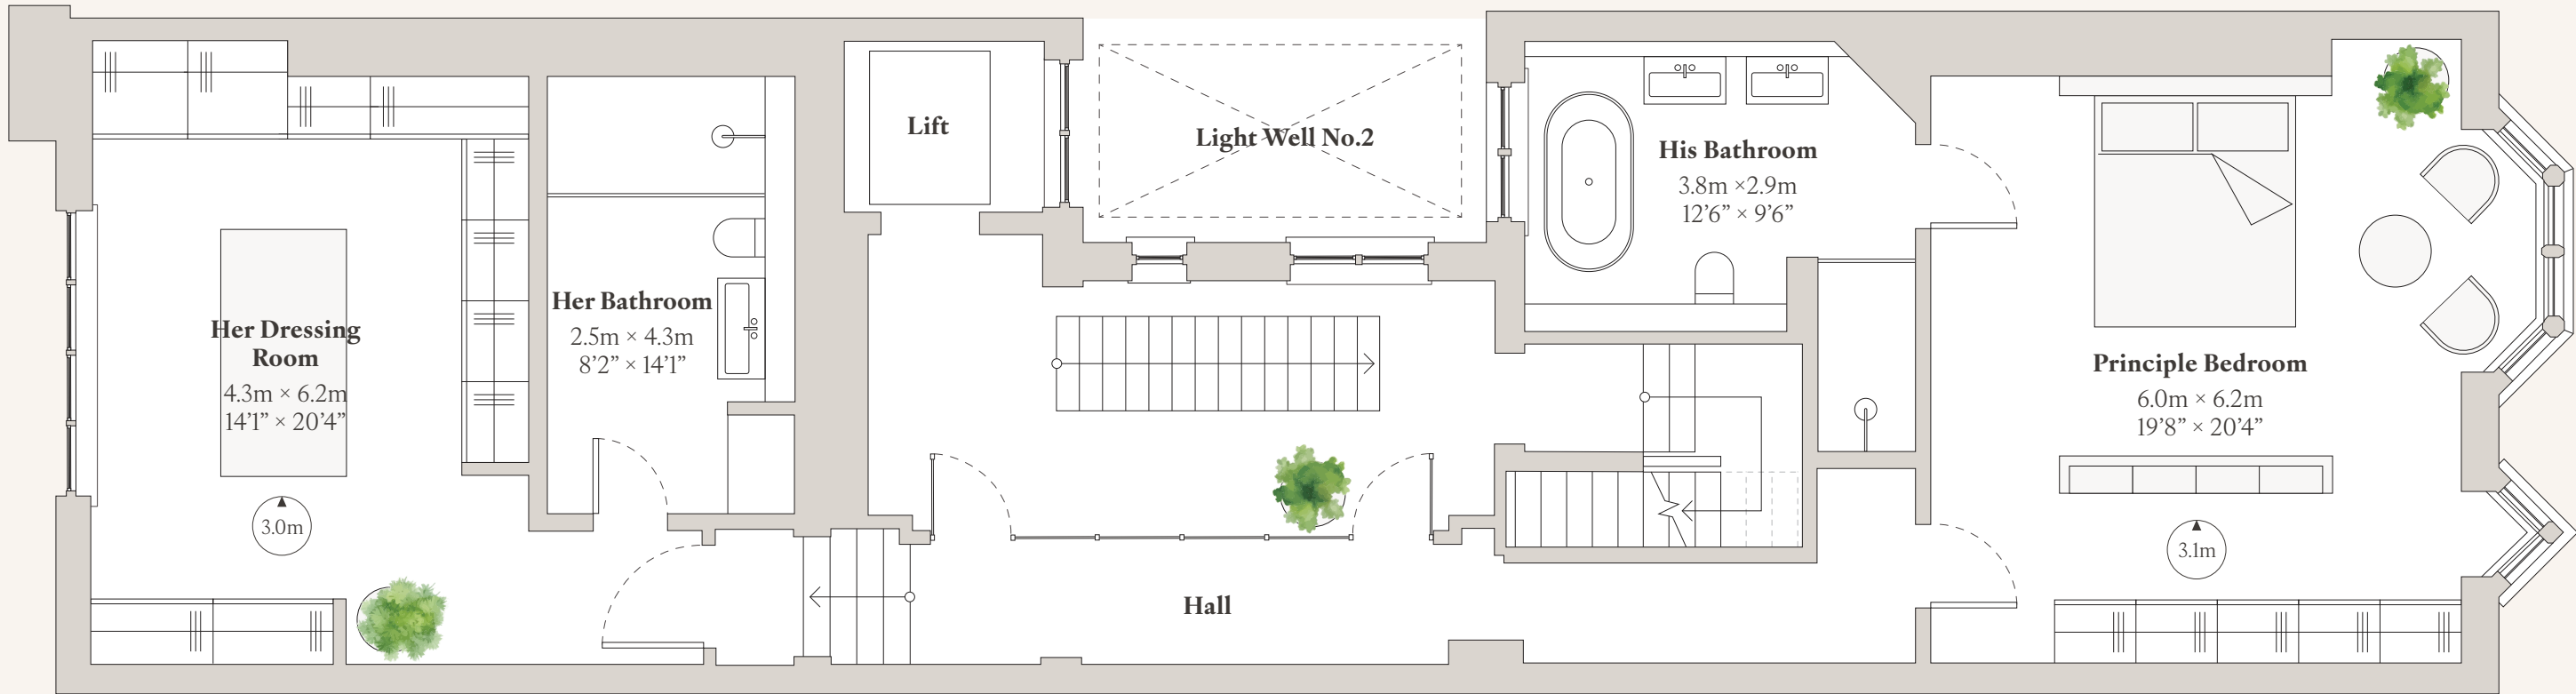 Lift
Light Well No.2
His Bathroom
3.8m ×2.9m
12’6” × 9’6”
Her Dressing
Room
4.3m × 6.2m
14’1” × 20’4”
3.0m
Her Bathroom
2.5m × 4.3m
8’2” × 14’1”
Principle Bedroom
6.0m × 6.2m
19’8” × 20’4”
3.1m
Hall